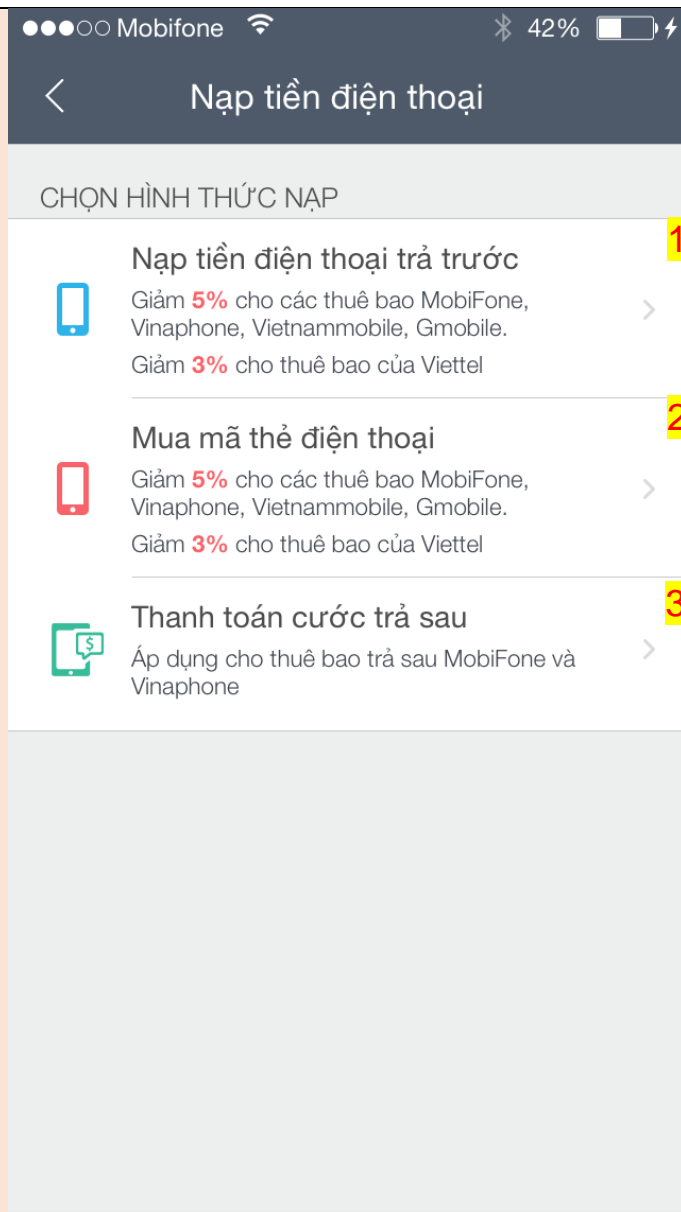 Mobifone 42%
Nạp tiền điện thoại
CHỌN HÌNH THỨC NẠP
1
Nạp tiền điện thoại trả trước
Giảm 5% cho các thuê bao MobiFone,
Vinaphone, Vietnammobile, Gmobile.
Giảm 3% cho thuê bao của Viettel
2
Mua mã thẻ điện thoại
Giảm 5% cho các thuê bao MobiFone,
Vinaphone, Vietnammobile, Gmobile.
Giảm 3% cho thuê bao của Viettel
3
Thanh toán cước trả sau
Áp dụng cho thuê bao trả sau MobiFone và
Vinaphone